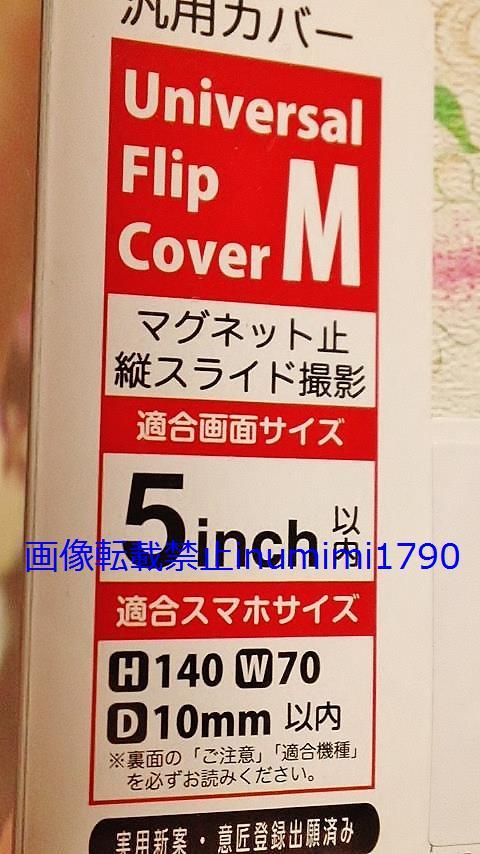 汎用カバー
Universal
Flip
Cover M
マグネット止
縦スライド撮影
適合画面サイズ
5inch 以内
画像転載禁止inumimi1790
適合スマホサイズ
H 140 W 70
D 10mm 以内
※裏面の「ご注意」「適合機種」
を必ずお読みください。
実用新案・意匠登録出願済み